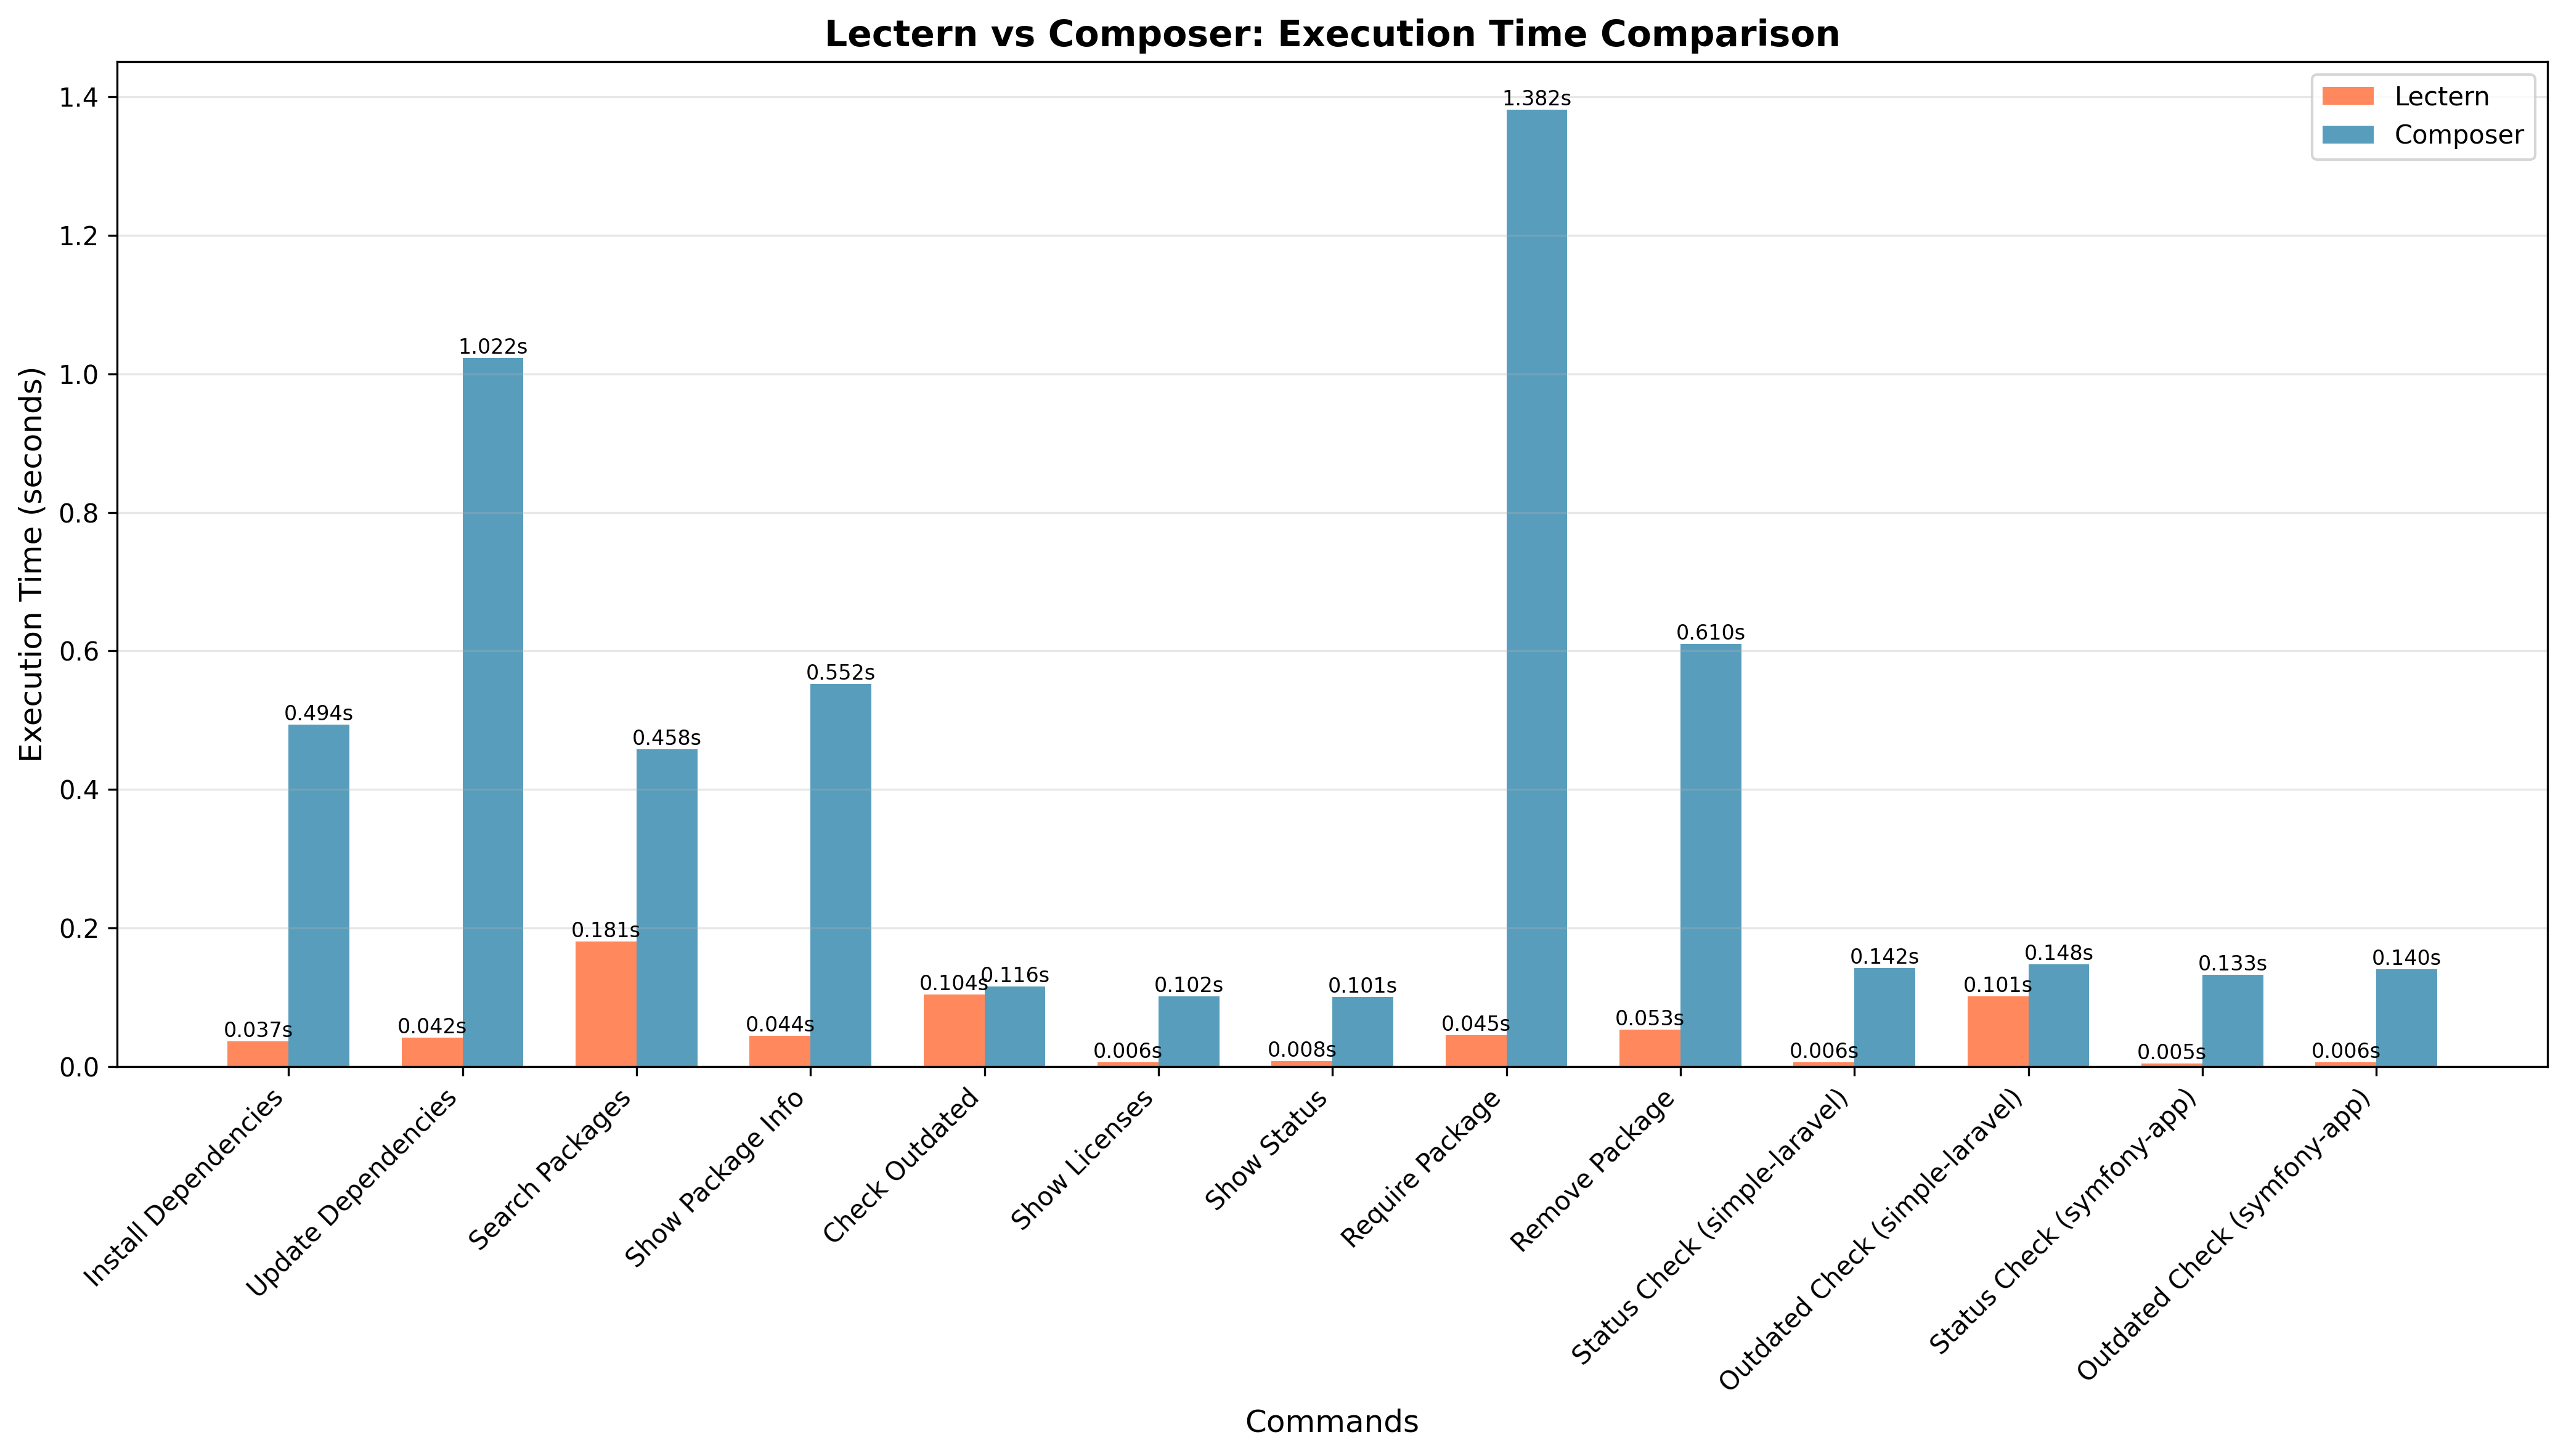 Lectern vs Composer: Execution Time Comparison
Lectern
Composer
Execution Time (seconds)
1.4
1.2
1.0
0.8
0.6
0.4
0.2
0.0
0.037s
0.494s
0.042s
1.022s
0.181s
0.458s
0.044s
0.552s
0.104s
0.116s
0.006s
0.102s
0.008s
0.101s
0.045s
1.382s
0.053s
0.610s
0.006s
0.142s
0.101s
0.148s
0.005s
0.133s
0.006s
0.140s
Install Dependencies
Update Dependencies
Search Packages
Show Package Info
Check Outdated
Show Licenses
Show Status
Require Package
Remove Package
Status Check (simple-laravel)
Outdated Check (simple-laravel)
Status Check (symfony-app)
Outdated Check (symfony-app)
Commands